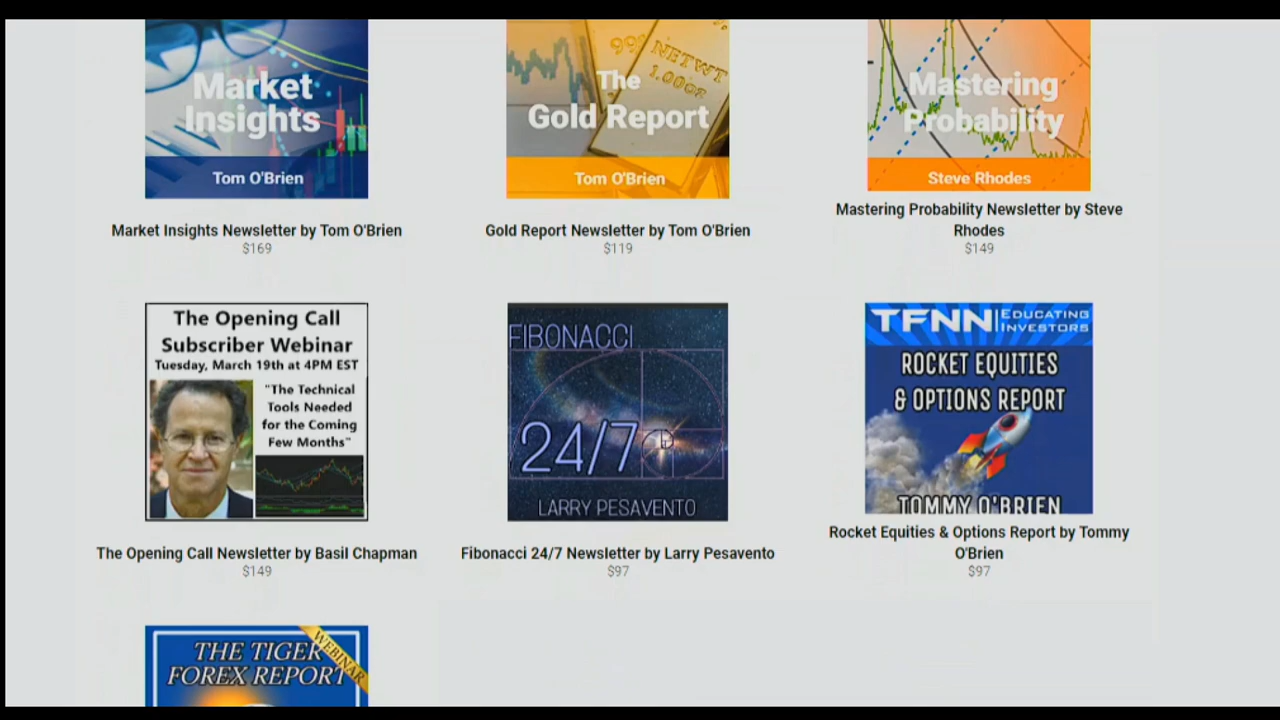 Market
Insights
Tom O'Brien
Market Insights Newsletter by Tom O'Brien
$169
999
NETWT
1.000z
The
Gold Report
Tom O'Brien
Gold Report Newsletter by Tom O'Brien
$119
Mastering
Probability
Steve Rhodes
Mastering Probability Newsletter by Steve
Rhodes
$149
The Opening Call
Subscriber Webinar
Tuesday, March 19th at 4PM EST
"The Technical
Tools Needed
for the Coming
Few Months"
The Opening Call Newsletter by Basil Chapman
$149
FIBONACCI
24/7
LARRY PESAVENTO
Fibonacci 24/7 Newsletter by Larry Pesavento
$97
TFNN EDUCATING
INVESTORS
ROCKET EQUITIES
& OPTIONS REPORT
TOMMY O'BRIEN
Rocket Equities & Options Report by Tommy
O'Brien
$97
THE TIGER
FOREX REPORT
WEBINAR